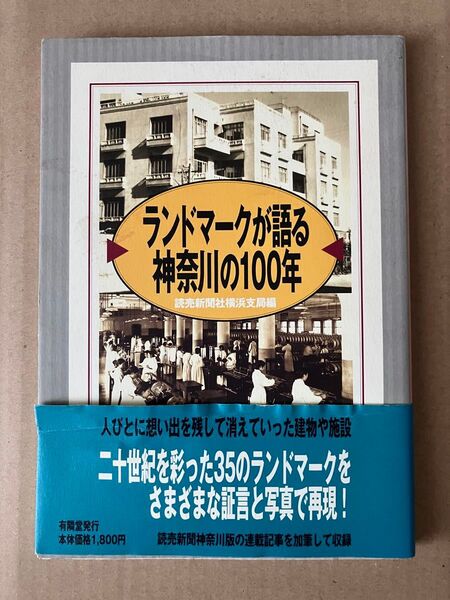 ランドマークが語る
神奈川の100年
読売新聞社横浜支局編
人びとに想い出を残して消えていった建物や施設
二十世紀を彩った35のランドマークを
さまざまな証言と写真で再現！
有隣堂発行
本体価格1,800円
読売新聞神奈川版の連載記事を加筆して収録